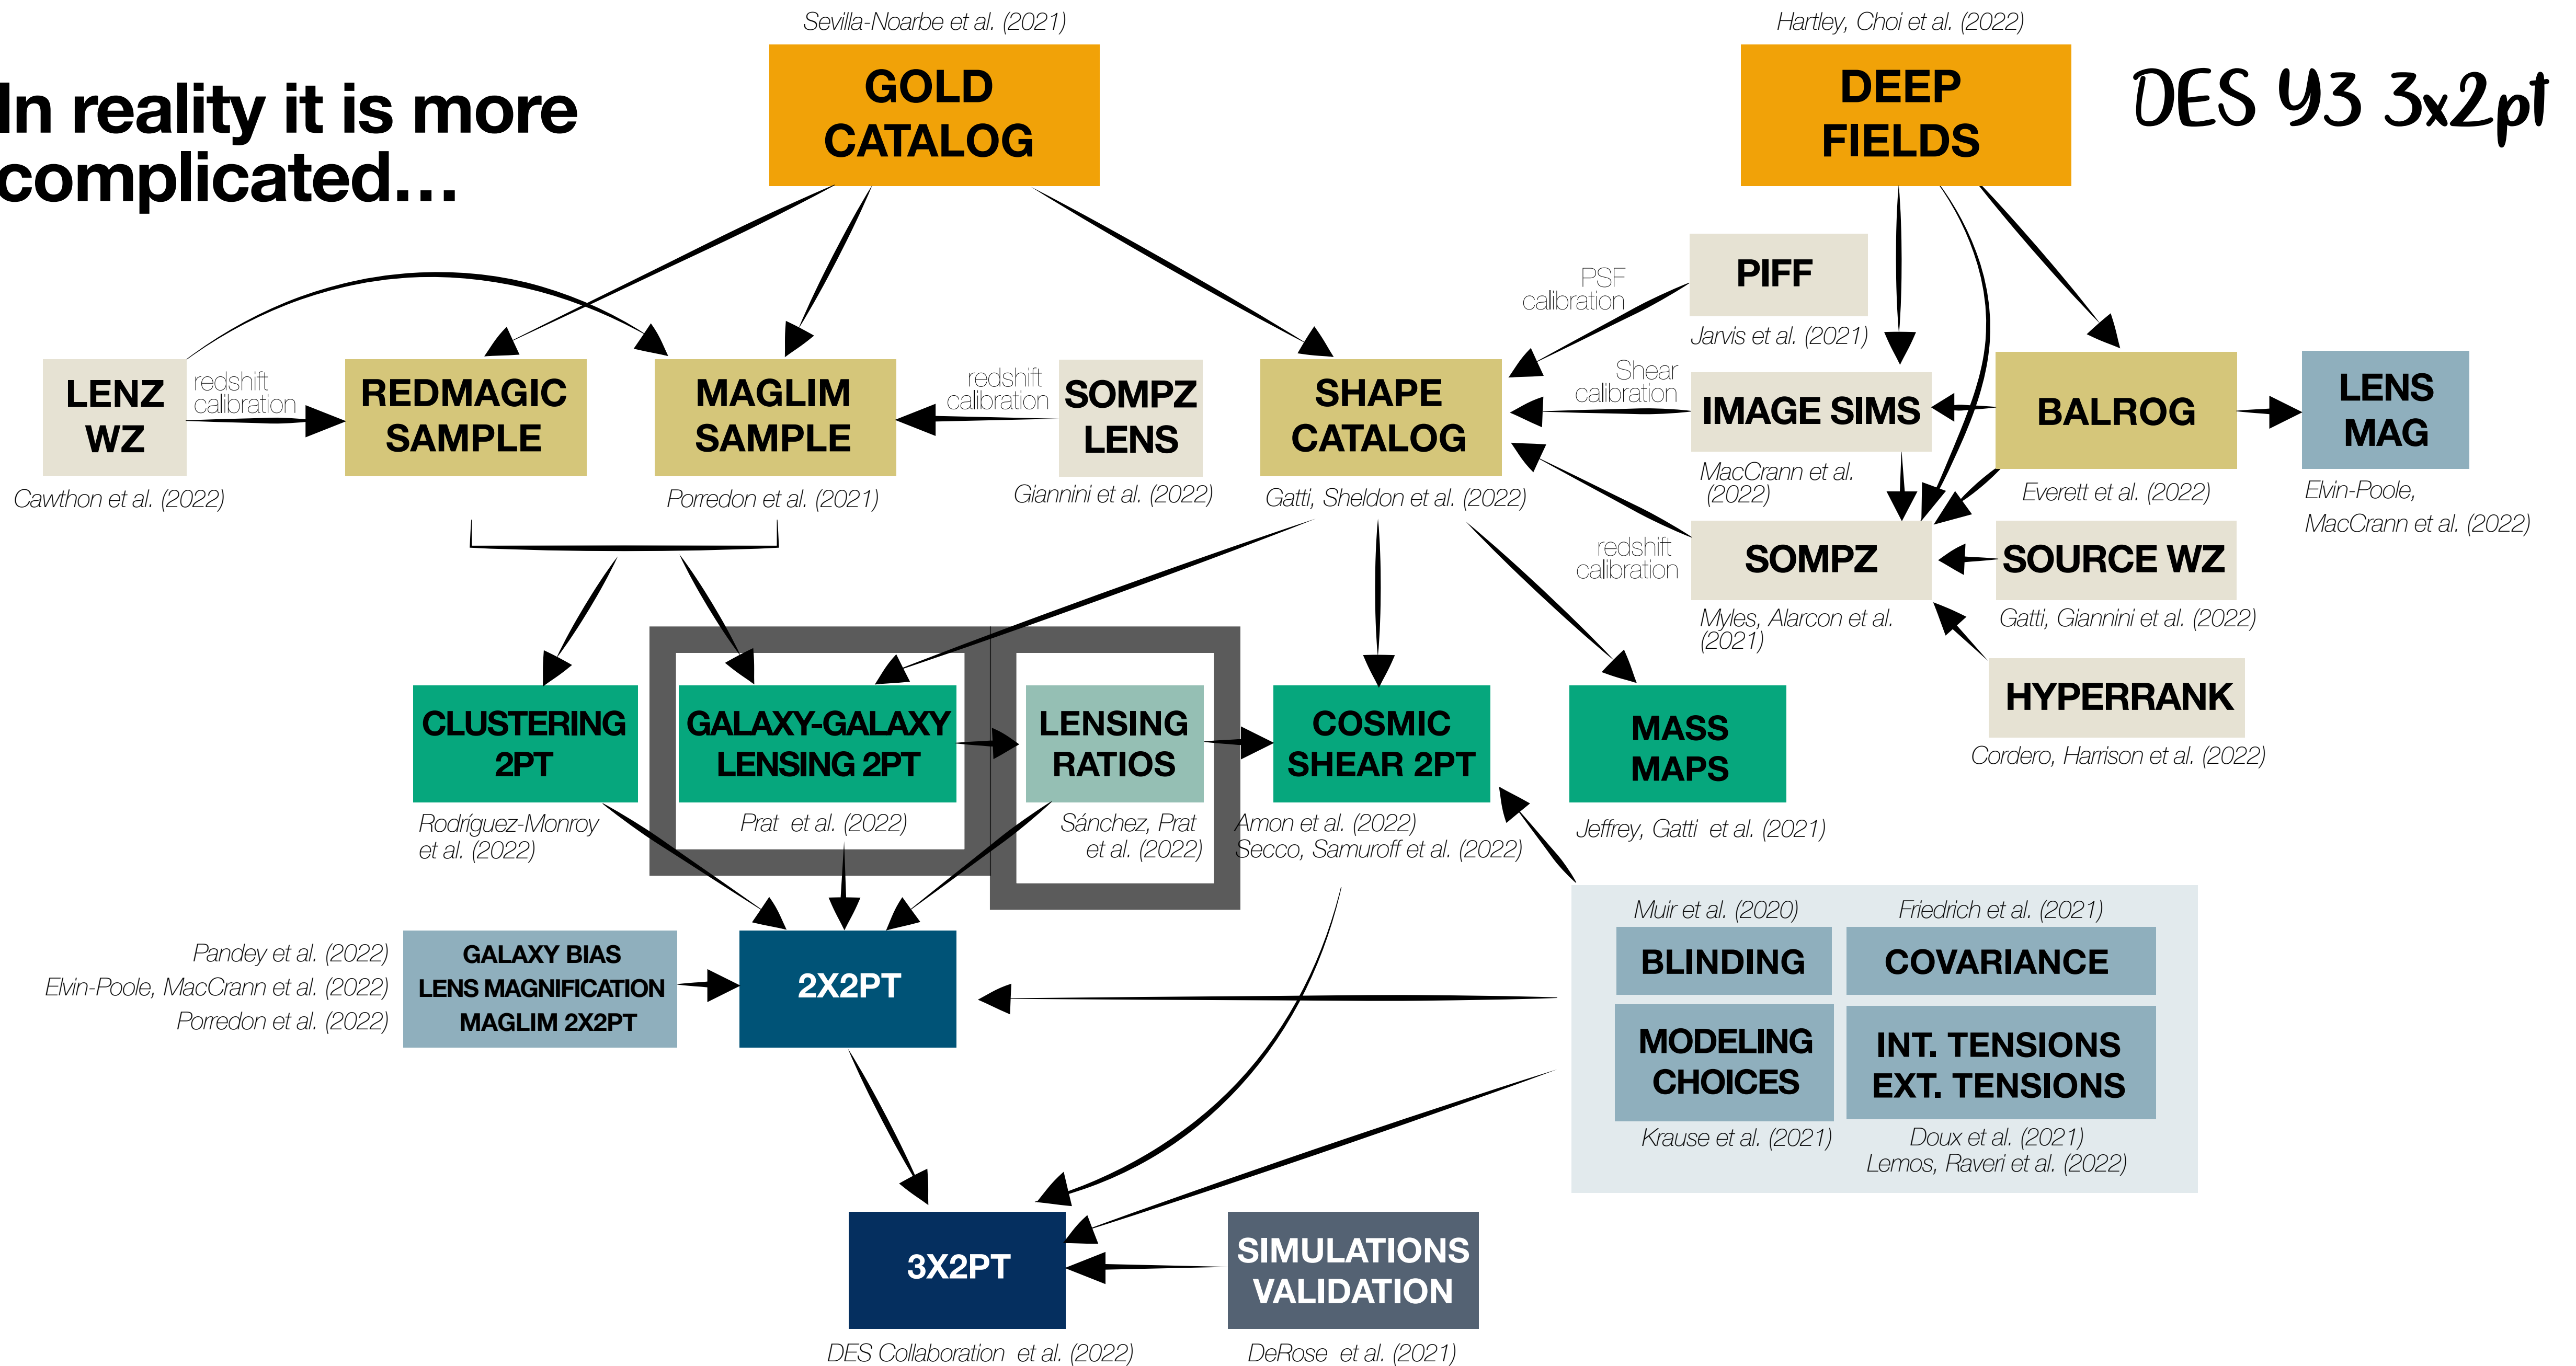 Sevilla-Noarbe et al. (2021)
Hartley, Choi et al. (2022)
In reality it is more
complicated...
GOLD
CATALOG
DEEP
FIELDS
DES Y3 3x2pt
PSF
calibration
PIFF
Jarvis et al. (2021)
LENZ
WZ
redshift
calibration
REDMAGIC
SAMPLE
MAGLIM
SAMPLE
redshift
calibration
SOMPZ
LENS
SHAPE
CATALOG
Shear
calibration
IMAGE SIMS
BALROG
LENS
MAG
Cawthon et al. (2022)
Porredon et al. (2021)
Giannini et al. (2022)
Gatti, Sheldon et al. (2022)
MacCrann et al.
(2022)
Everett et al. (2022)
Elvin-Poole,
MacCrann et al. (2022)
redshift
calibration
SOMPZ
SOURCE WZ
Myles, Alarcon et al.
(2021)
Gatti, Giannini et al. (2022)
HYPERRANK
Cordero, Harrison et al. (2022)
CLUSTERING
2PT
GALAXY-GALAXY
LENSING 2PT
LENSING
RATIOS
COSMIC
SHEAR 2PT
MASS
MAPS
Rodríguez-Monroy
et al. (2022)
Prat et al. (2022)
Sánchez, Prat
et al. (2022)
Amon et al. (2022)
Secco, Samuroff et al. (2022)
Jeffrey, Gatti et al. (2021)
Pandey et al. (2022)
Elvin-Poole, MacCrann et al. (2022)
Porredon et al. (2022)
GALAXY BIAS
LENS MAGNIFICATION
MAGLIM 2X2PT
2X2PT
Muir et al. (2020)
Friedrich et al. (2021)
BLINDING
COVARIANCE
MODELING
CHOICES
INT. TENSIONS
EXT. TENSIONS
Krause et al. (2021)
Doux et al. (2021)
Lemos, Raveri et al. (2022)
3X2PT
SIMULATIONS
VALIDATION
DES Collaboration et al. (2022)
DeRose et al. (2021)